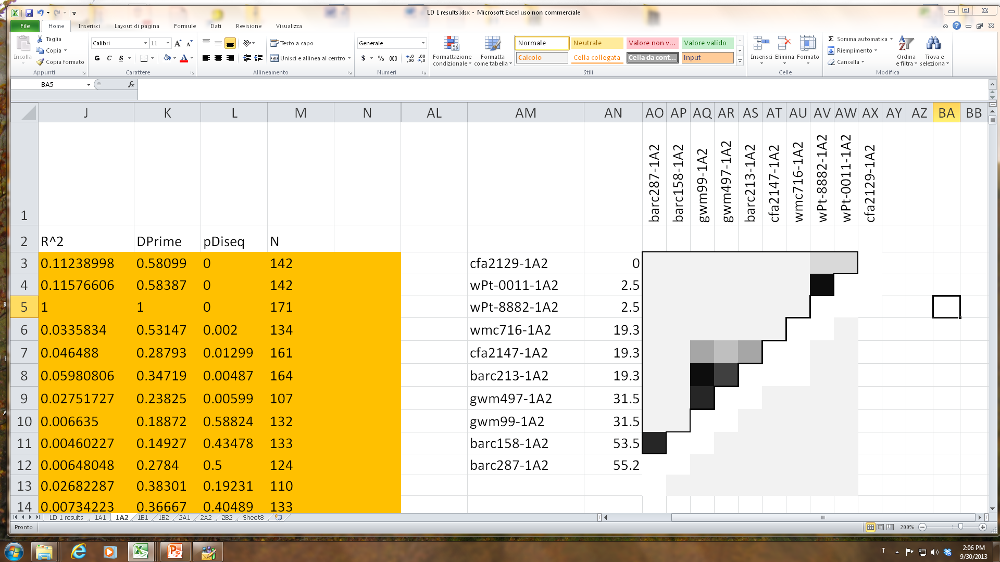 LD 1 results.xlsx - Microsoft Excel uso non commerciale
File Home Inserisci Layout di pagina Formule Dati Revisione Visualizza
Incolla
Taglia
Copia
Copia formato
Appunti
Calibri 11
G C S
Carattere
Testo a capo
Unisci e allinea al centro
Allineamento
Generale
$ % 000
Numeri
Formattazione condizionale
Formatta come tabella
Normale Neutrale Valore non v... Valore valido
Calcolo Cella collegata Cella da cont... Input
Stili
Inserisci Elimina Formato
Celle
Σ Somma automatica
Riempimento
Cancella
Ordina e filtra
Trova e seleziona
Modifica
BA5 fx
J K L M N AL AM AN AO AP AQ AR AS AT AU AV AW AX AY AZ BA BB
1 barc287-1A2 barc158-1A2 gwm99-1A2 gwm497-1A2 barc213-1A2 cfa2147-1A2 wmc716-1A2 wPt-8882-1A2 wPt-0011-1A2 cfa2129-1A2
2 R^2 DPrime pDiseq N
3 0.11238998 0.58099 0 142 cfa2129-1A2 0
4 0.11576606 0.58387 0 142 wPt-0011-1A2 2.5
5 1 1 0 171 wPt-8882-1A2 2.5
6 0.0335834 0.53147 0.002 134 wmc716-1A2 19.3
7 0.046488 0.28793 0.01299 161 cfa2147-1A2 19.3
8 0.05980806 0.34719 0.00487 164 barc213-1A2 19.3
9 0.02751727 0.23825 0.00599 107 gwm497-1A2 31.5
10 0.006635 0.18872 0.58824 132 gwm99-1A2 31.5
11 0.00460227 0.14927 0.43478 133 barc158-1A2 53.5
12 0.00648048 0.2784 0.5 124 barc287-1A2 55.2
13 0.02682287 0.38301 0.19231 110
14 0.00734223 0.36667 0.40489 133
LD 1 results 1A1 1A2 1B1 1B2 2A1 2A2 2B2 Sheet8
Pronto 200%
IT 2:06 PM
9/30/2013